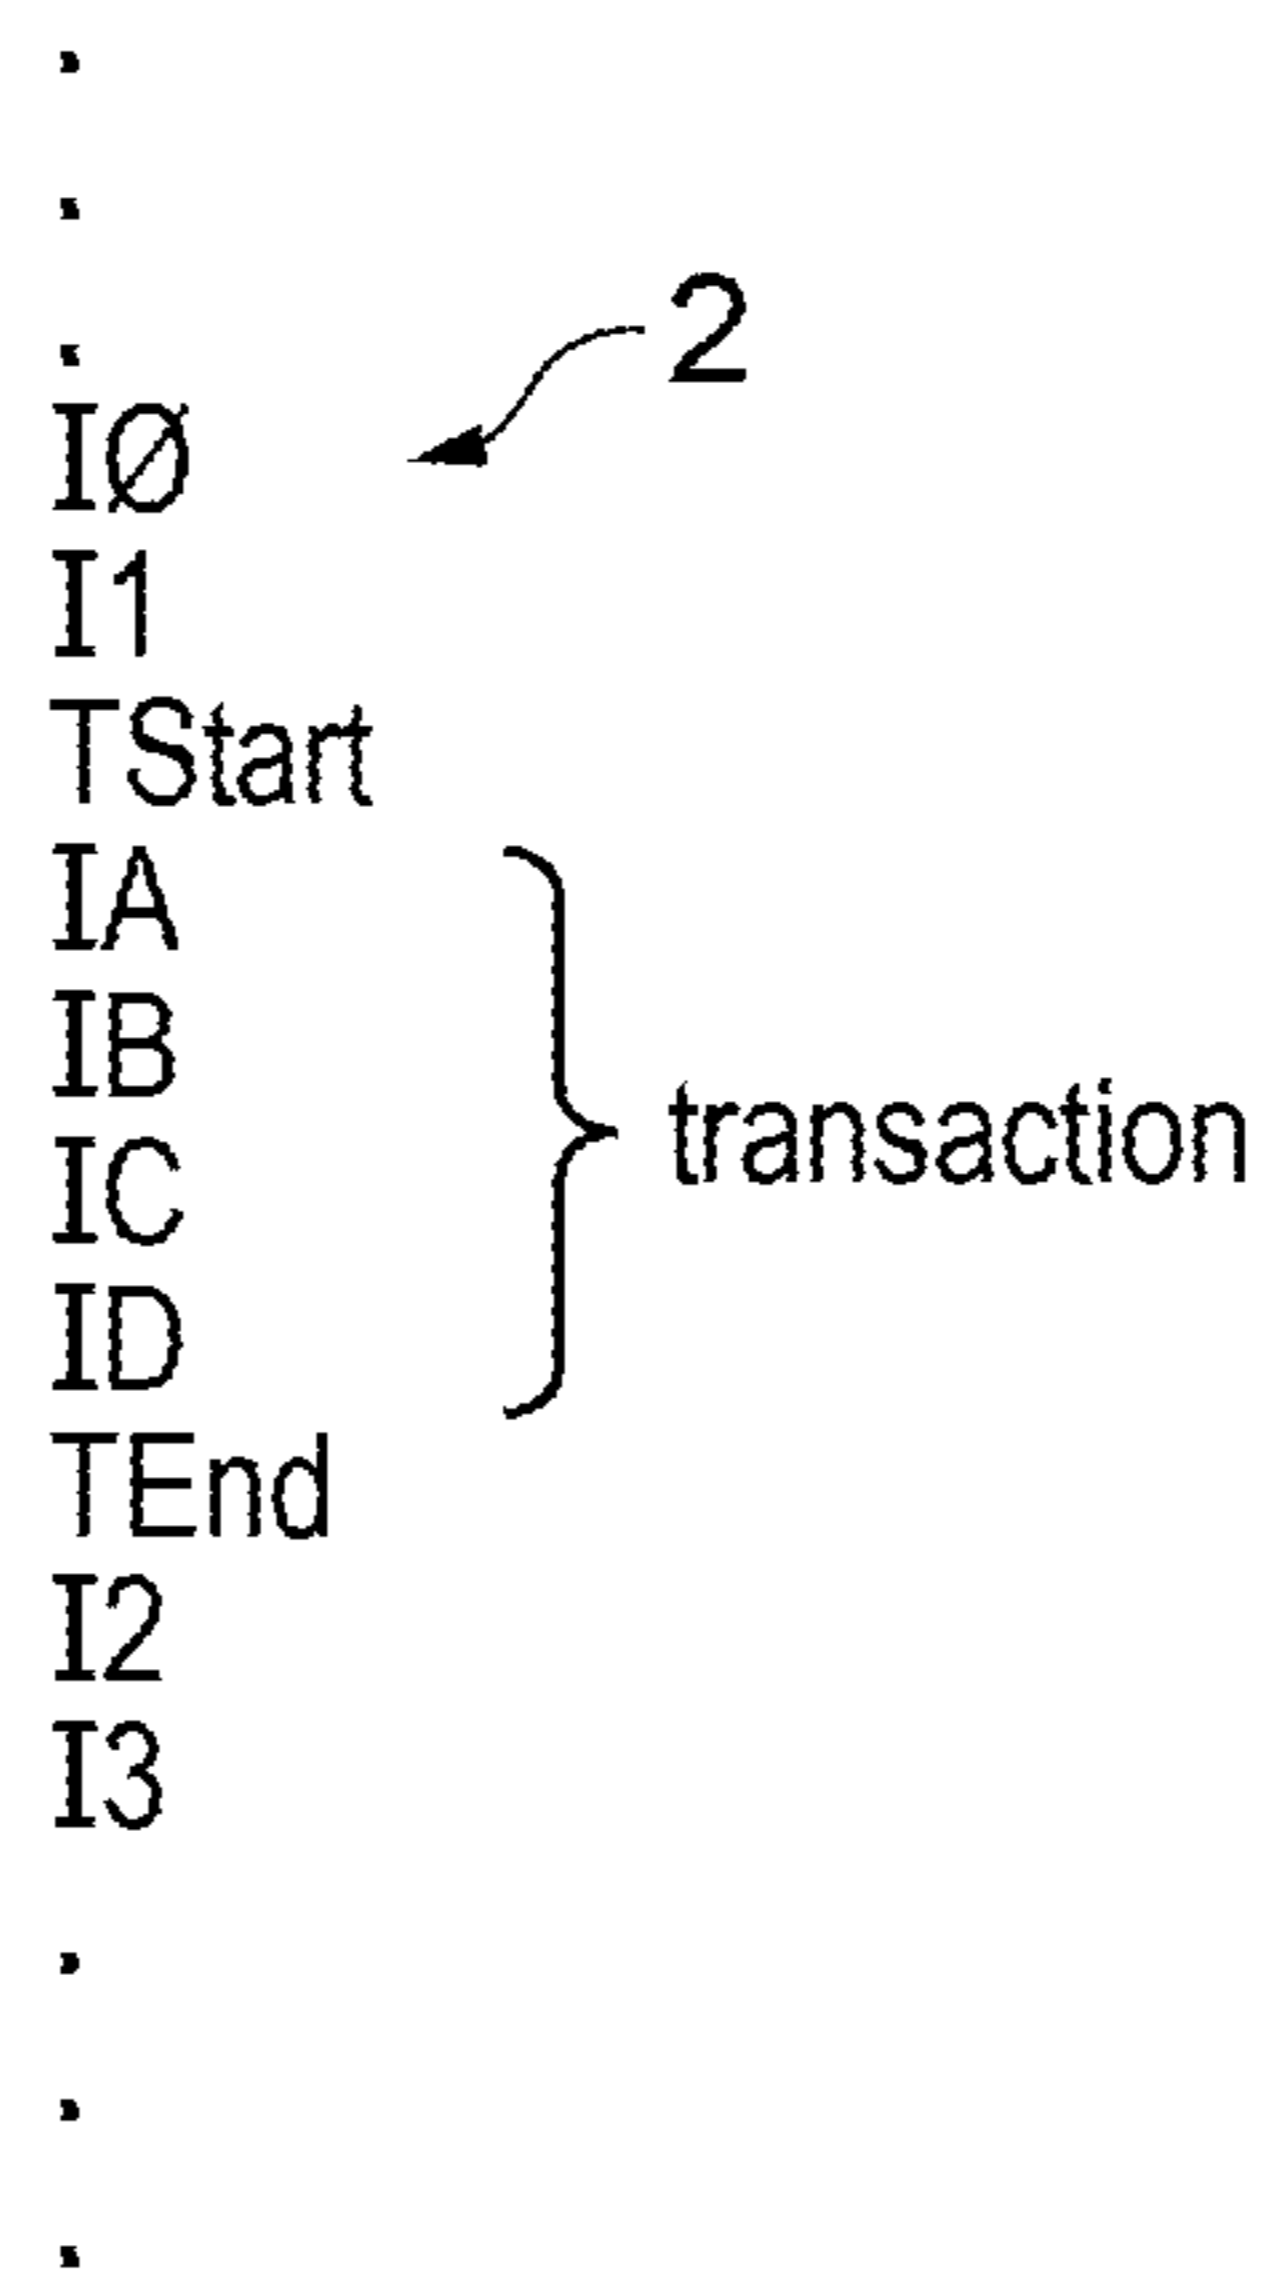 .
.
.
2
IØ
I1
TStart
IA
IB
IC
ID
transaction
TEnd
I2
I3
.
.
.